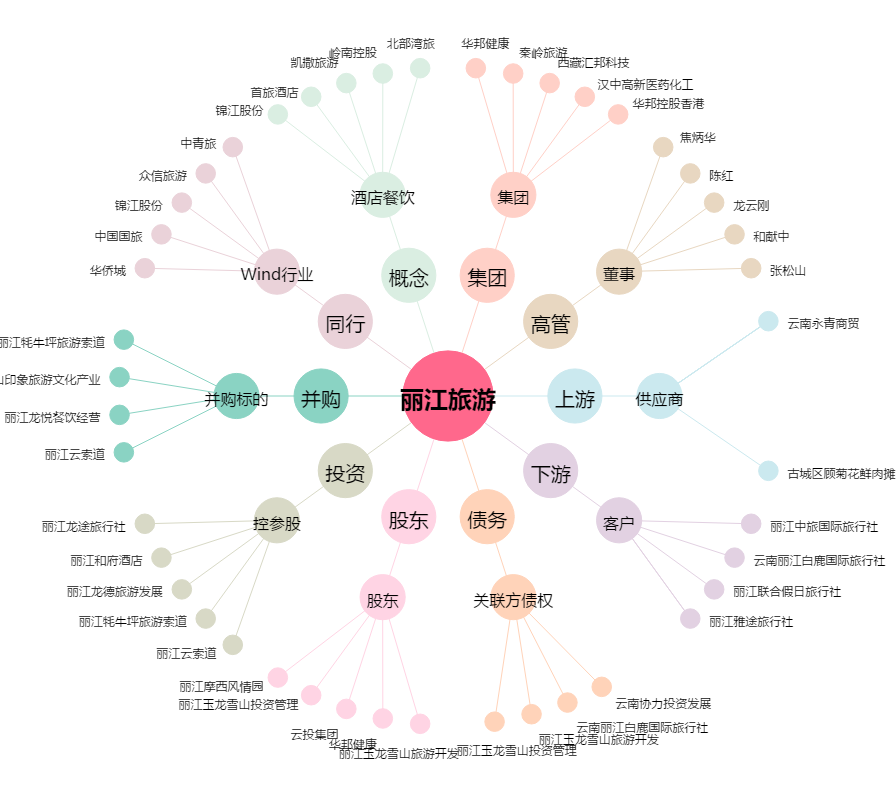 北部湾旅
华邦健康
岭南控股
秦岭旅游
凯撒旅游
西藏汇邦科技
首旅酒店
汉中高新医药化工
锦江股份
华邦控股香港
中青旅
焦炳华
众信旅游
陈红
酒店餐饮
集团
锦江股份
龙云刚
中国国旅
和献中
华侨城
Wind行业
概念
集团
董事
张松山
同行
高管
云南永青商贸
丽江牦牛坪旅游索道
山印象旅游文化产业
并购标的
并购
丽江旅游
上游
供应商
丽江龙悦餐饮经营
丽江云索道
投资
下游
古城区顾菊花鲜肉摊
丽江龙途旅行社
控参股
股东
债务
客户
丽江中旅国际旅行社
丽江和府酒店
云南丽江白鹿国际旅行社
丽江龙德旅游发展
丽江联合假日旅行社
股东
关联方债权
丽江牦牛坪旅游索道
丽江雅途旅行社
丽江云索道
丽江摩西风情园
丽江玉龙雪山投资管理
云南协力投资发展
云投集团
云南丽江白鹿国际旅行社
华邦健康
丽江玉龙雪山旅游开发
丽江玉龙雪山旅游开发
丽江玉龙雪山投资管理